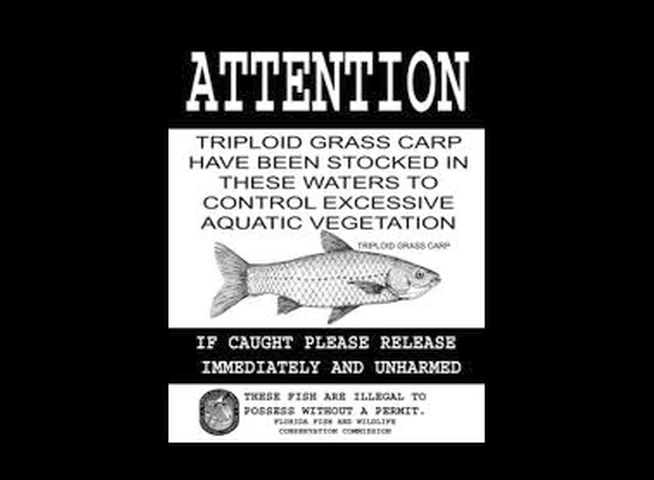 ATTENTION
TRIPLOID GRASS CARP
HAVE BEEN STOCKED IN
THESE WATERS TO
CONTROL EXCESSIVE
AQUATIC VEGETATION
TRIPLOID GRASS CARP
IF CAUGHT PLEASE RELEASE
IMMEDIATELY AND UNHARMED
THESE FISH ARE ILLEGAL TO
POSSESS WITHOUT A PERMIT.
FLORIDA FISH AND WILDLIFE
CONSERVATION COMMISSION